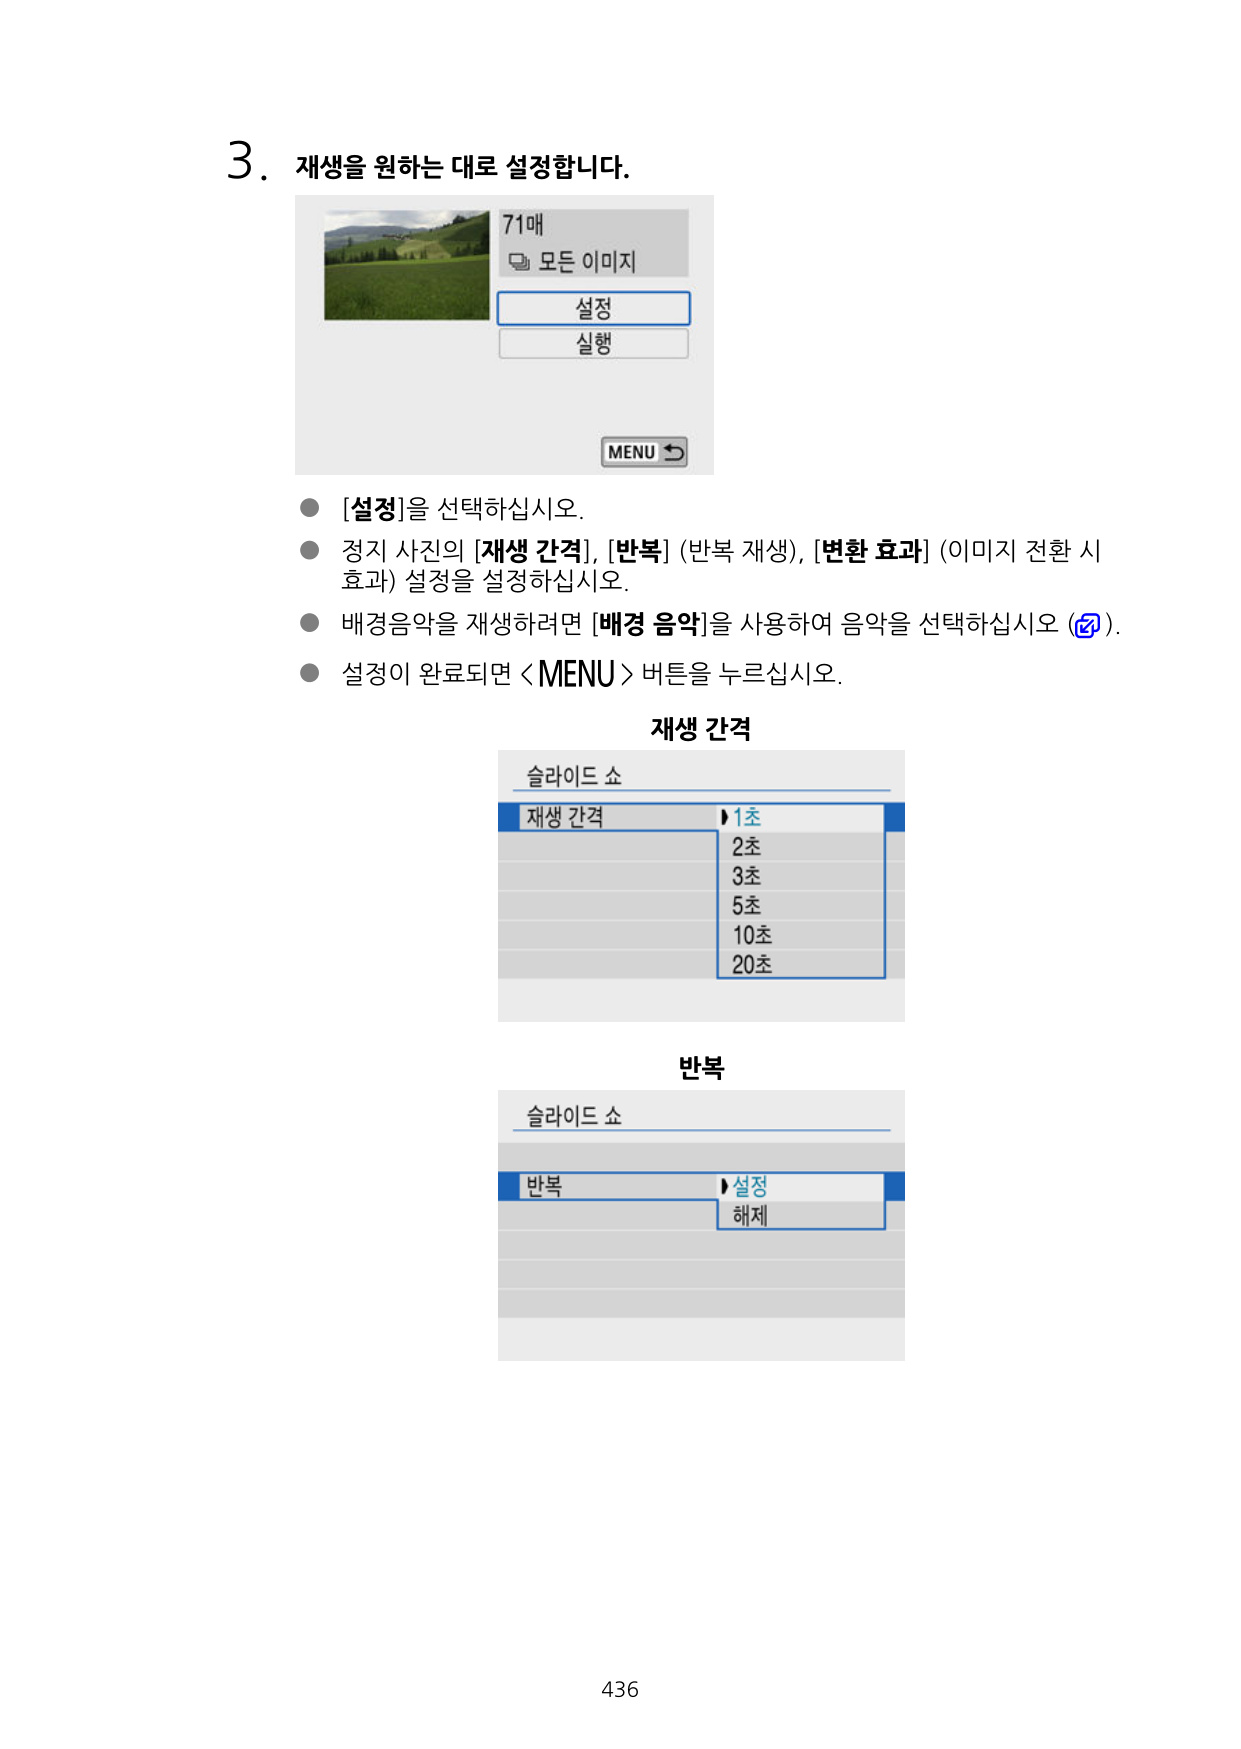 3. 재생을 원하는 대로 설정합니다.
71매
모든 이미지
설정
실행
MENU
● [설정]을 선택하십시오.
● 정지 사진의 [재생 간격], [반복] (반복 재생), [변환 효과] (이미지 전환 시
효과) 설정을 설정하십시오.
● 배경음악을 재생하려면 [배경 음악]을 사용하여 음악을 선택하십시오 ( ).
● 설정이 완료되면 <MENU> 버튼을 누르십시오.
재생 간격
슬라이드 쇼
재생 간격 1초
2초
3초
5초
10초
20초
반복
슬라이드 쇼
반복 설정
해제
436